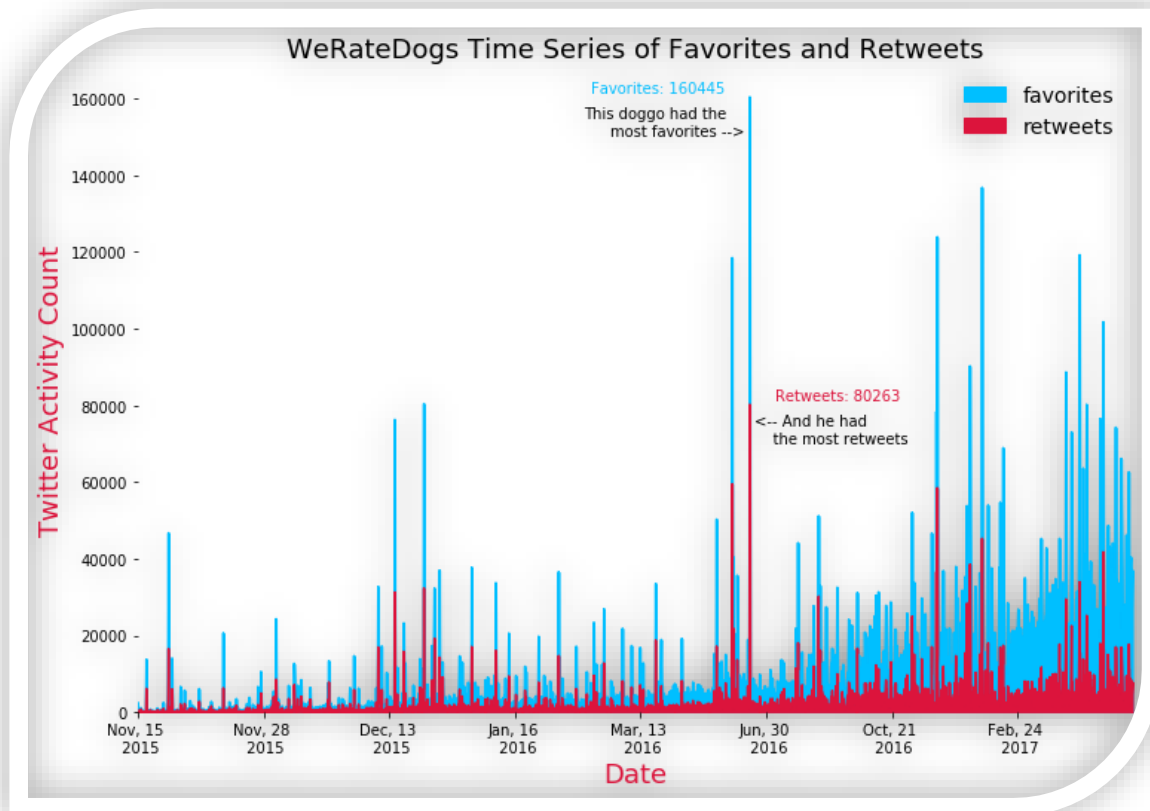 WeRateDogs Time Series of Favorites and Retweets
Favorites: 160445
This doggo had the
most favorites -->
favorites
retweets
Retweets: 80263
<-- And he had
the most retweets
Twitter Activity Count
160000
140000
120000
100000
80000
60000
40000
20000
0
Nov, 15
2015
Nov, 28
2015
Dec, 13
2015
Jan, 16
2016
Mar, 13
2016
Jun, 30
2016
Oct, 21
2016
Feb, 24
2017
Date